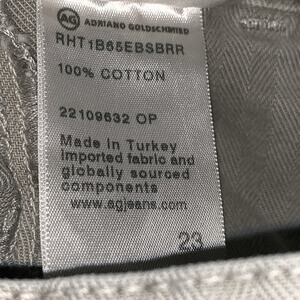 AG ADRIANO GOLDSCHMIED
RHT1B65EBSBRR
100% COTTON
22109632 OP
Made in Turkey
imported fabric and
globally sourced
components
www.agjeans.com
23